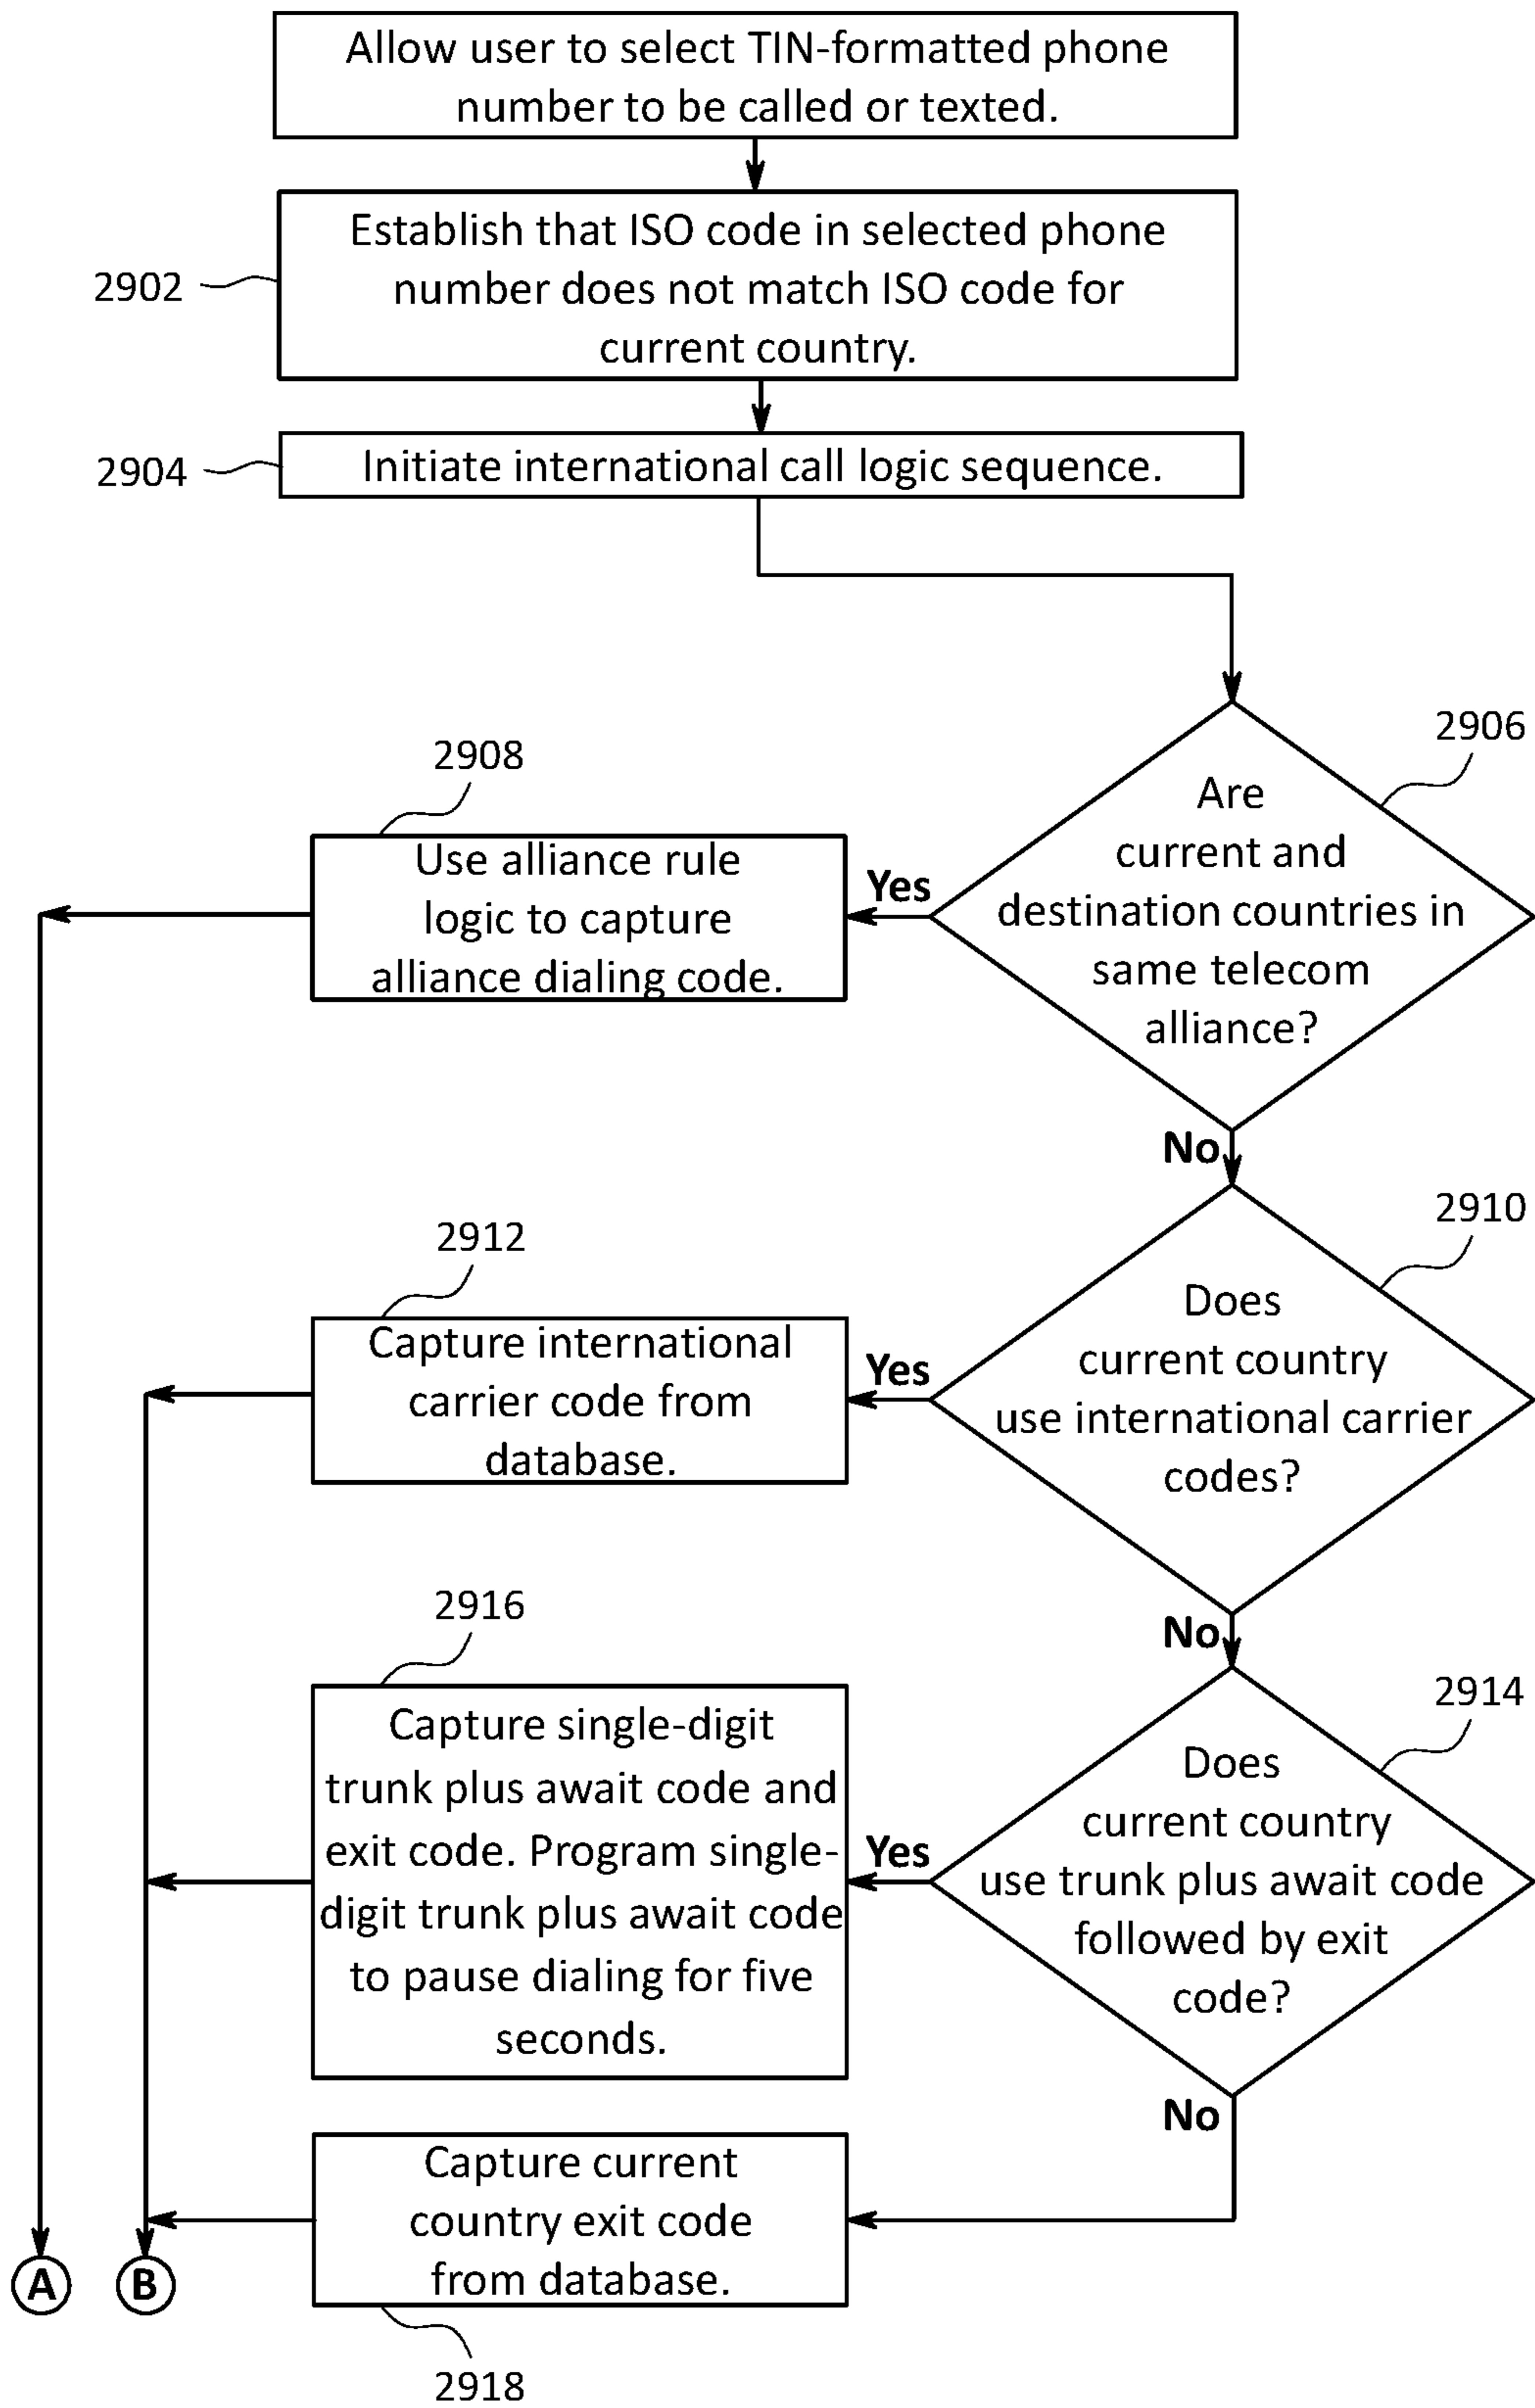 Allow user to select TIN-formatted phone
number to be called or texted.
2902
Establish that ISO code in selected phone
number does not match ISO code for
current country.
2904
Initiate international call logic sequence.
2906
Are
current and
destination countries in
same telecom
alliance?
Yes
2908
Use alliance rule
logic to capture
alliance dialing code.
No
2910
Does
current country
use international carrier
codes?
Yes
2912
Capture international
carrier code from
database.
No
2914
Does
current country
use trunk plus await code
followed by exit
code?
Yes
2916
Capture single-digit
trunk plus await code and
exit code. Program single-
digit trunk plus await code
to pause dialing for five
seconds.
No
Capture current
country exit code
from database.
2918
A
B